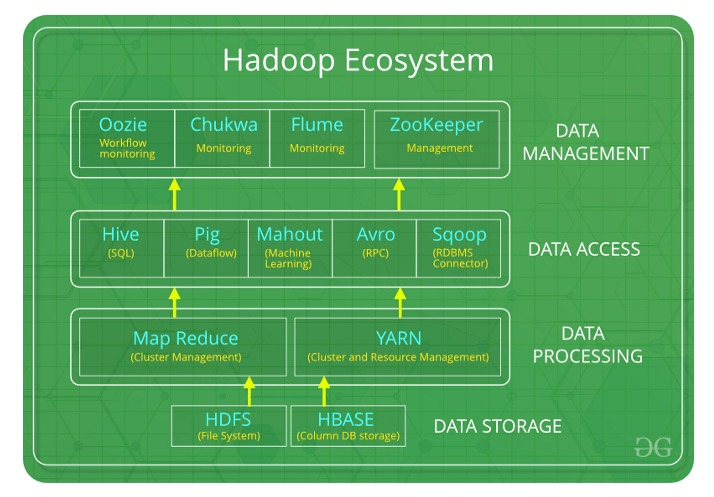 Hadoop Ecosystem
Oozie
Workflow
monitoring
Chukwa
Monitoring
Flume
Monitoring
ZooKeeper
Management
DATA
MANAGEMENT
Hive
(SQL)
Pig
(Dataflow)
Mahout
(Machine
Learning)
Avro
(RPC)
Sqoop
(RDBMS
Connector)
DATA ACCESS
Map Reduce
(Cluster Management)
YARN
(Cluster and Resource Management)
DATA
PROCESSING
HDFS
(File System)
HBASE
(Column DB storage)
DATA STORAGE